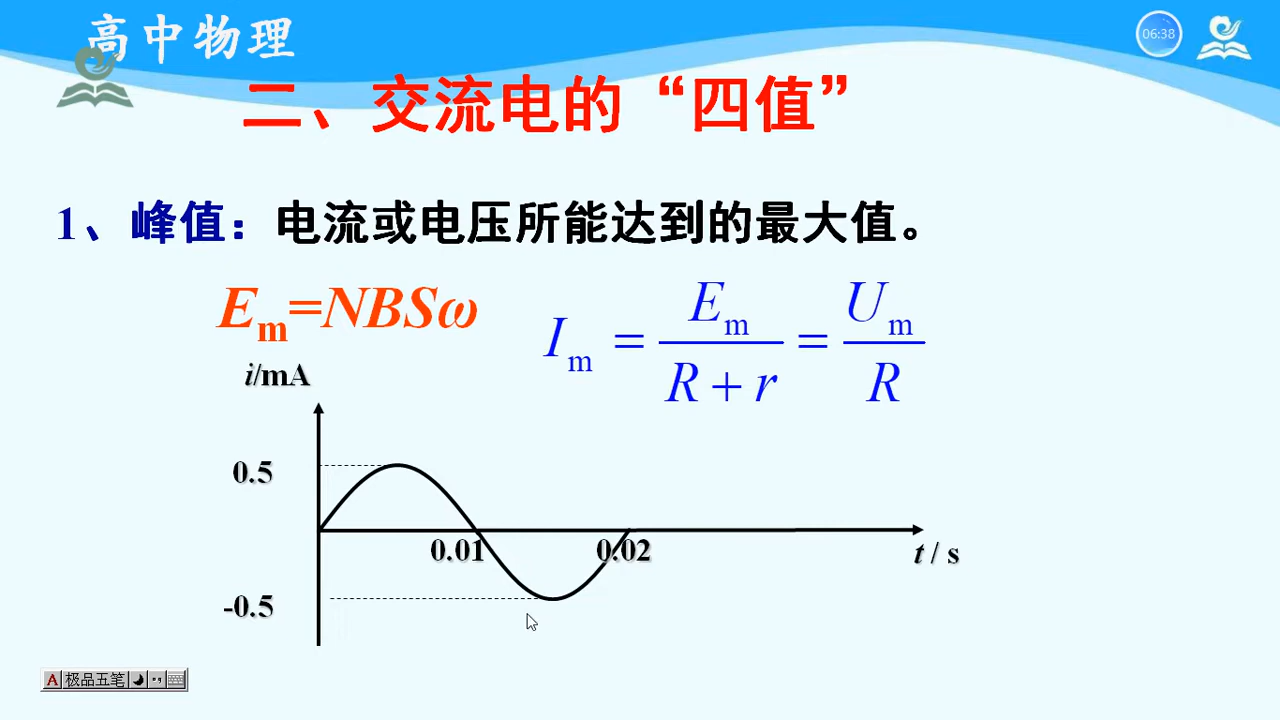 高中物理
06:38
二、交流电的“四值”
1、峰值：电流或电压所能达到的最大值。
Em=NBSω
Im = Em/(R + r) = Um/R
i/mA
0.5
0.01
0.02
t / s
-0.5
A 极品五笔